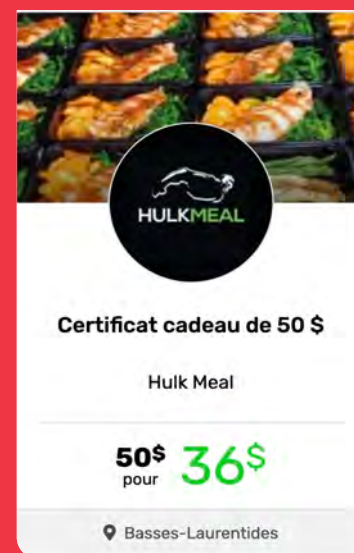 HULKMEAL
Certificat cadeau de 50 $
Hulk Meal
50$ 36$
pour
Basses-Laurentides